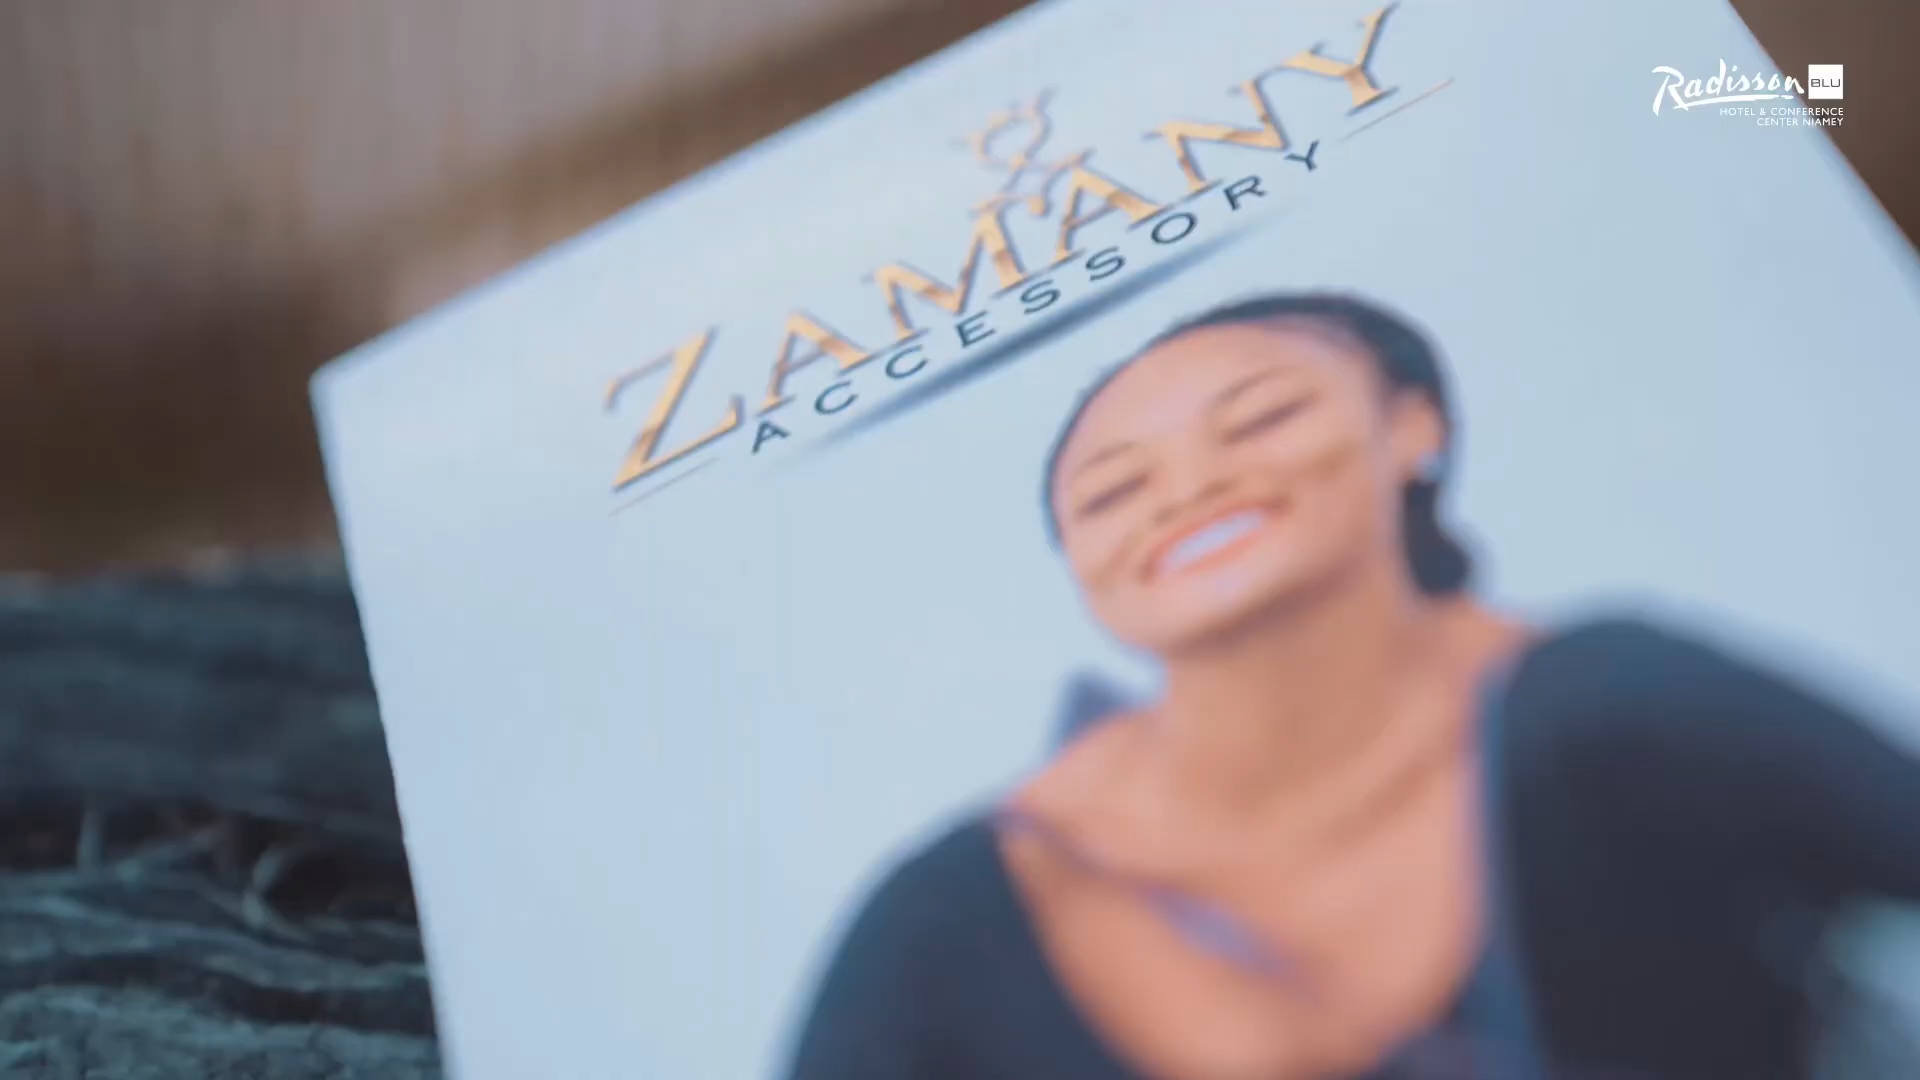 ZAMANY
ACCESSORY
Radisson BLU
HOTEL & CONFERENCE
CENTER NIAMEY